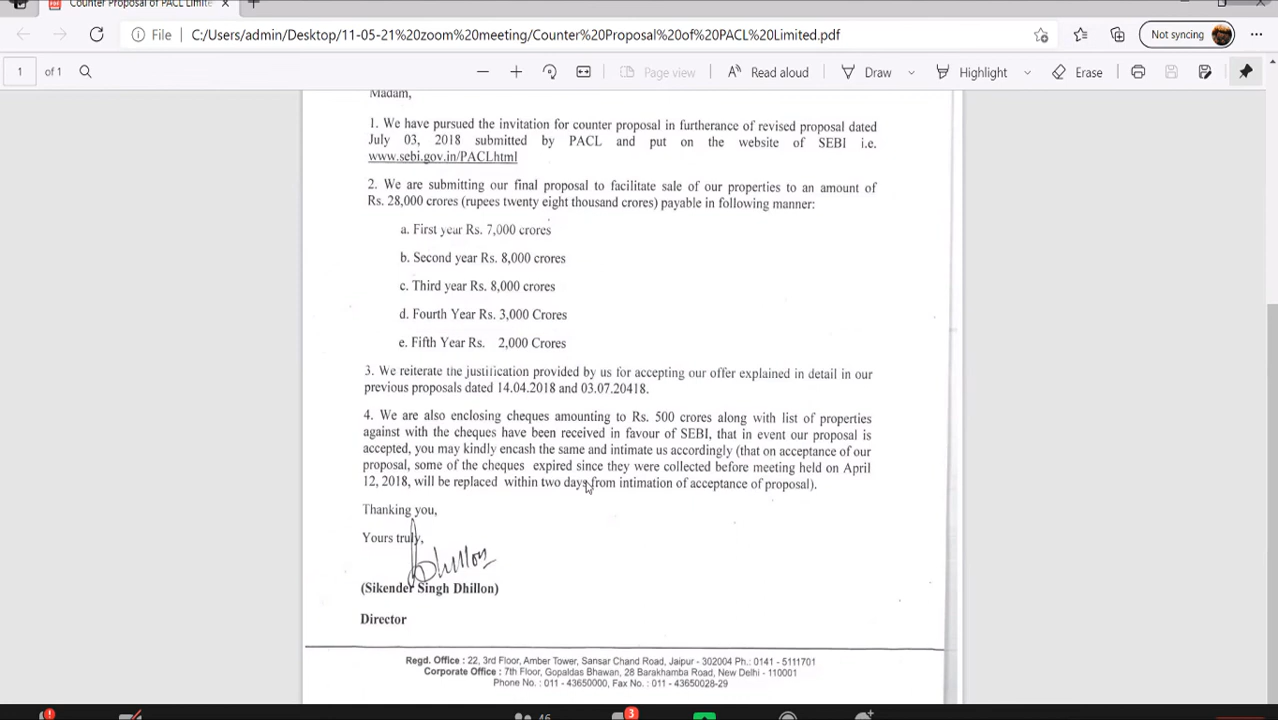 Counter Proposal of PACL Limite
File
C:/Users/admin/Desktop/11-05-21%20zoom%20meeting/Counter%20Proposal%20of%20PACL%20Limited.pdf
Not syncing
1 of 1
Page view
Read aloud
Draw
Highlight
Erase
Madam,
1. We have pursued the invitation for counter proposal in furtherance of revised proposal dated
July 03, 2018 submitted by PACL and put on the website of SEBI i.e.
www.sebi.gov.in/PACL.html
2. We are submitting our final proposal to facilitate sale of our properties to an amount of
Rs. 28,000 crores (rupees twenty eight thousand crores) payable in following manner:
a. First year Rs. 7,000 crores
b. Second year Rs. 8,000 crores
c. Third year Rs. 8,000 crores
d. Fourth Year Rs. 3,000 Crores
e. Fifth Year Rs. 2,000 Crores
3. We reiterate the justification provided by us for accepting our offer explained in detail in our
previous proposals dated 14.04.2018 and 03.07.20418.
4. We are also enclosing cheques amounting to Rs. 500 crores along with list of properties
against with the cheques have been received in favour of SEBI, that in event our proposal is
accepted, you may kindly encash the same and intimate us accordingly (that on acceptance of our
proposal, some of the cheques expired since they were collected before meeting held on April
12, 2018, will be replaced within two days from intimation of acceptance of proposal).
Thanking you,
Yours truly,
Dhillon
(Sikender Singh Dhillon)
Director
Regd. Office : 22, 3rd Floor, Amber Tower, Sansar Chand Road, Jaipur - 302004 Ph.: 0141 - 5111701
Corporate Office : 7th Floor, Gopaldas Bhawan, 28 Barakhamba Road, New Delhi - 110001
Phone No. : 011 - 43650000, Fax No. : 011 - 43650028-29
46
3